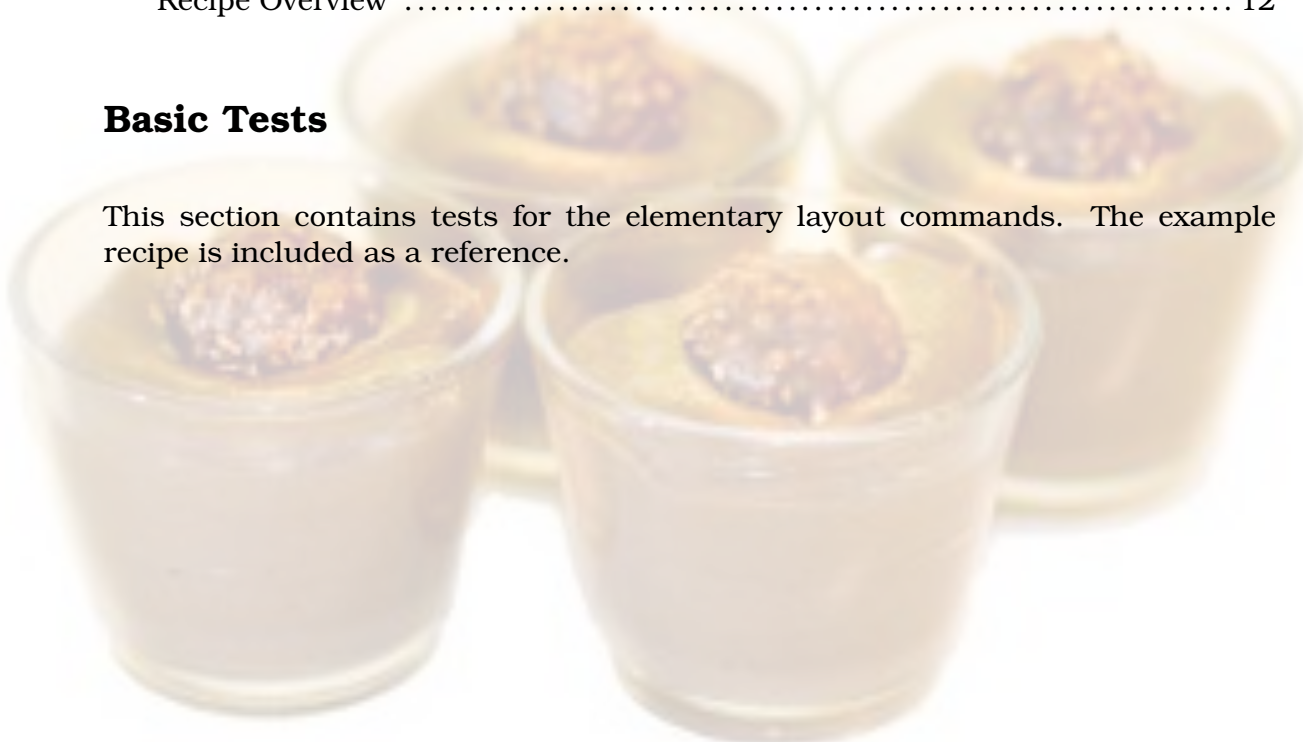 Recipe Overview ................................................................. 12
Basic Tests
This section contains tests for the elementary layout commands. The example
recipe is included as a reference.